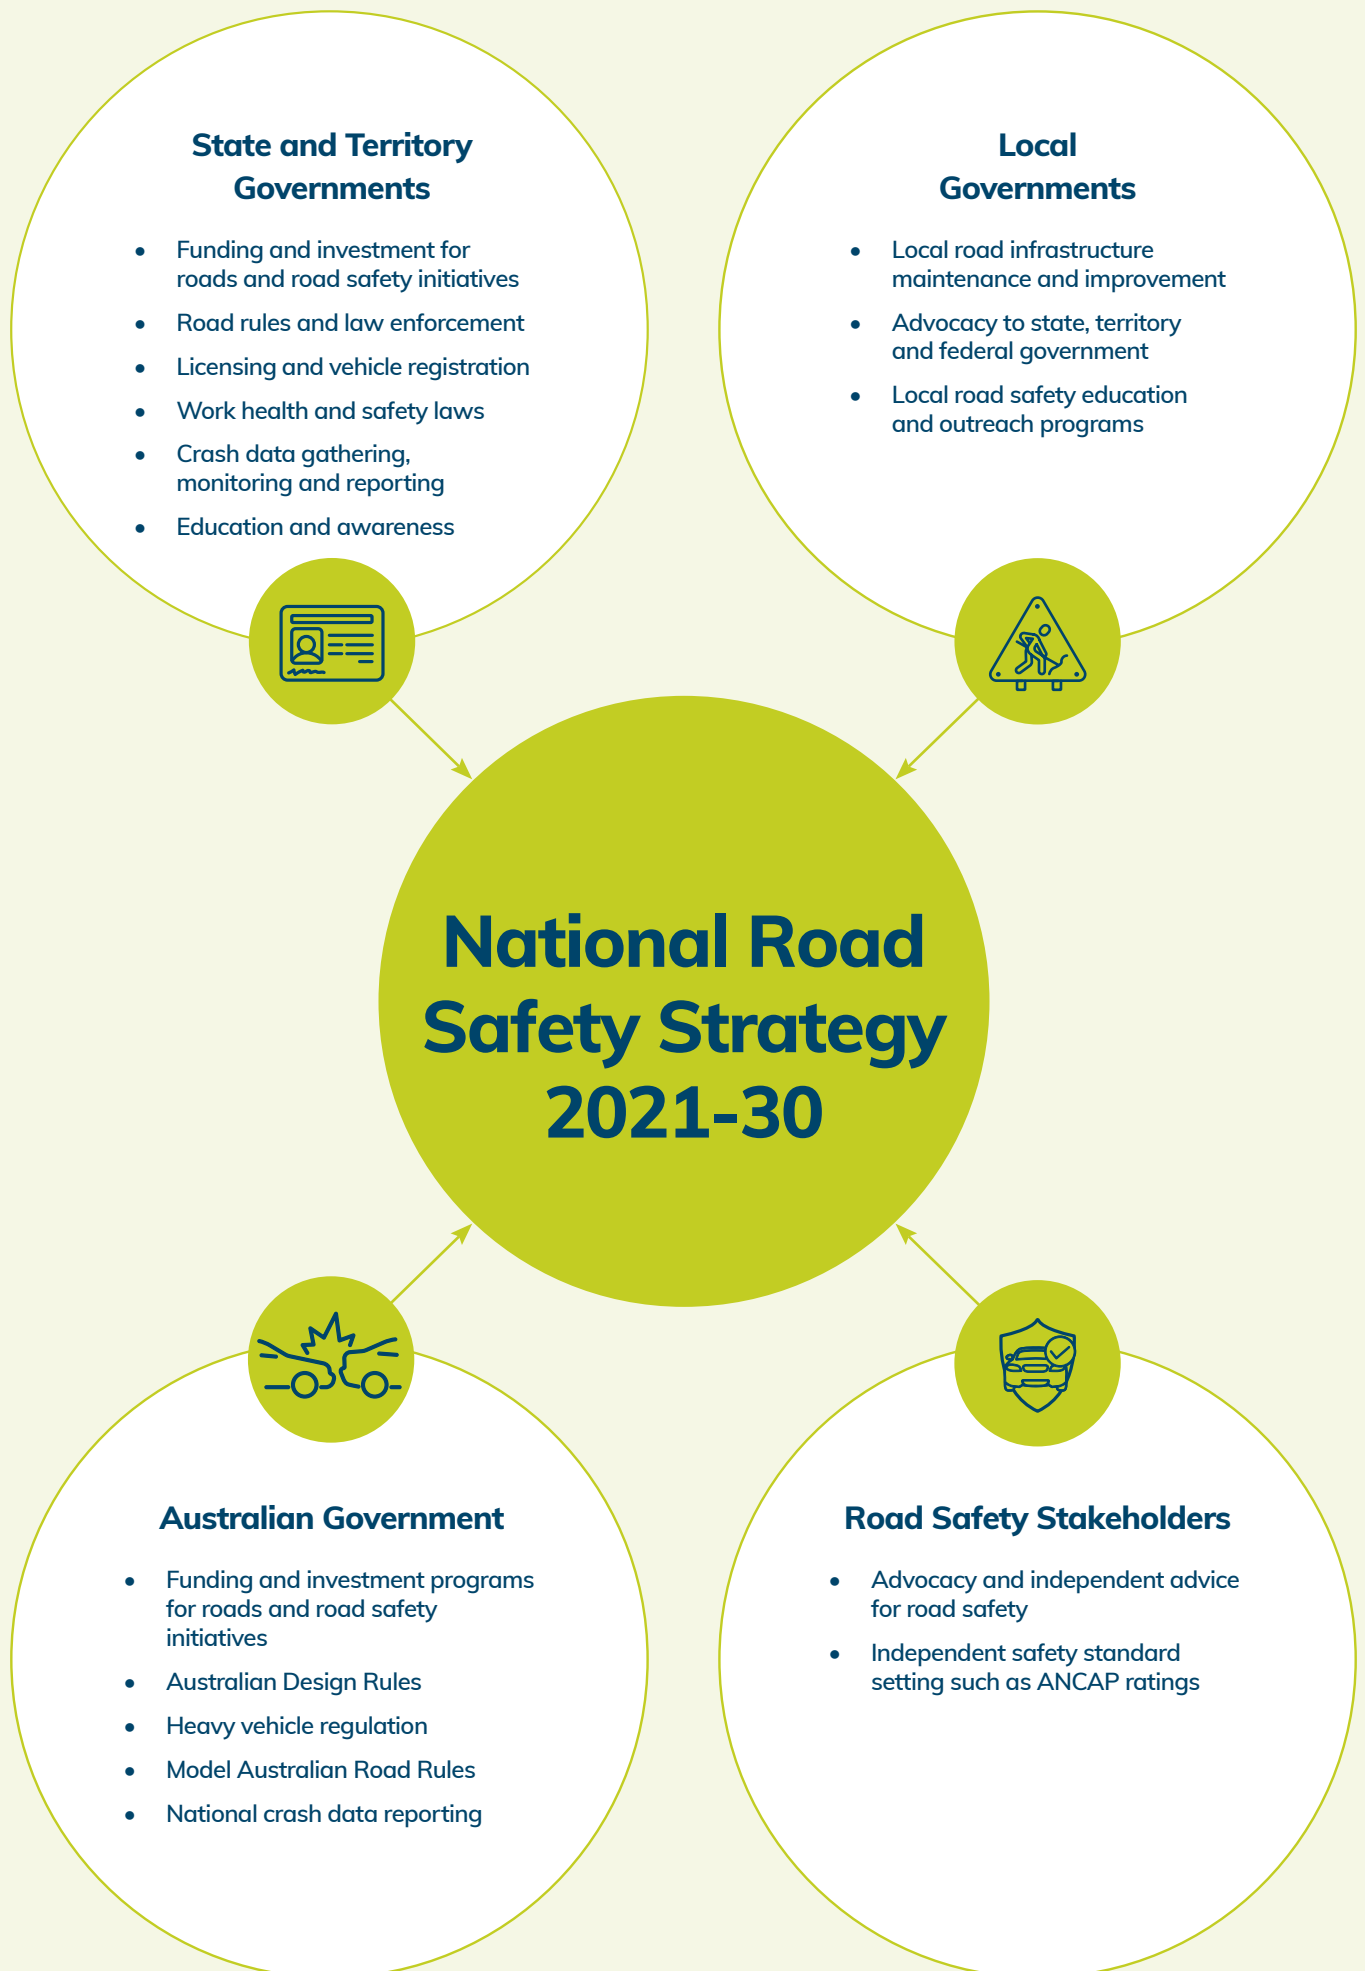 State and Territory
Governments
• Funding and investment for
roads and road safety initiatives
• Road rules and law enforcement
• Licensing and vehicle registration
• Work health and safety laws
• Crash data gathering,
monitoring and reporting
• Education and awareness
Local
Governments
• Local road infrastructure
maintenance and improvement
• Advocacy to state, territory
and federal government
• Local road safety education
and outreach programs
National Road
Safety Strategy
2021-30
Australian Government
• Funding and investment programs
for roads and road safety
initiatives
• Australian Design Rules
• Heavy vehicle regulation
• Model Australian Road Rules
• National crash data reporting
Road Safety Stakeholders
• Advocacy and independent advice
for road safety
• Independent safety standard
setting such as ANCAP ratings